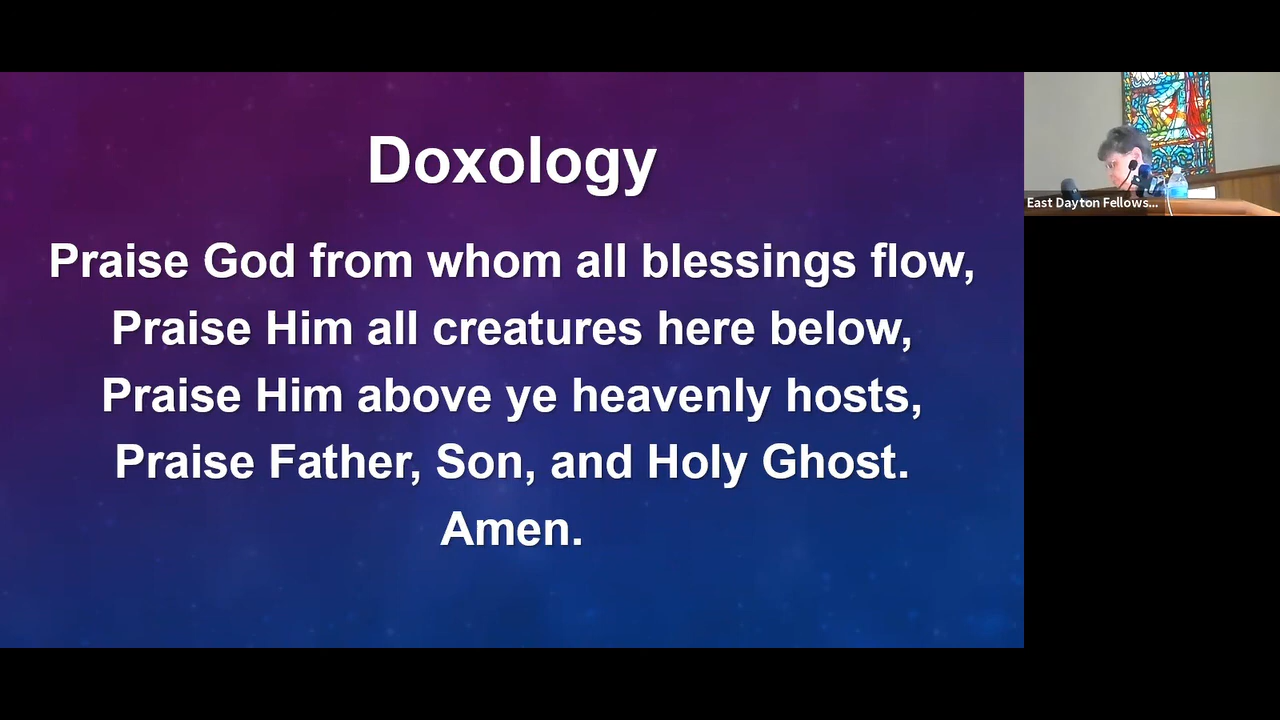 Doxology
Praise God from whom all blessings flow,
Praise Him all creatures here below,
Praise Him above ye heavenly hosts,
Praise Father, Son, and Holy Ghost.
Amen.
East Dayton Fellows...